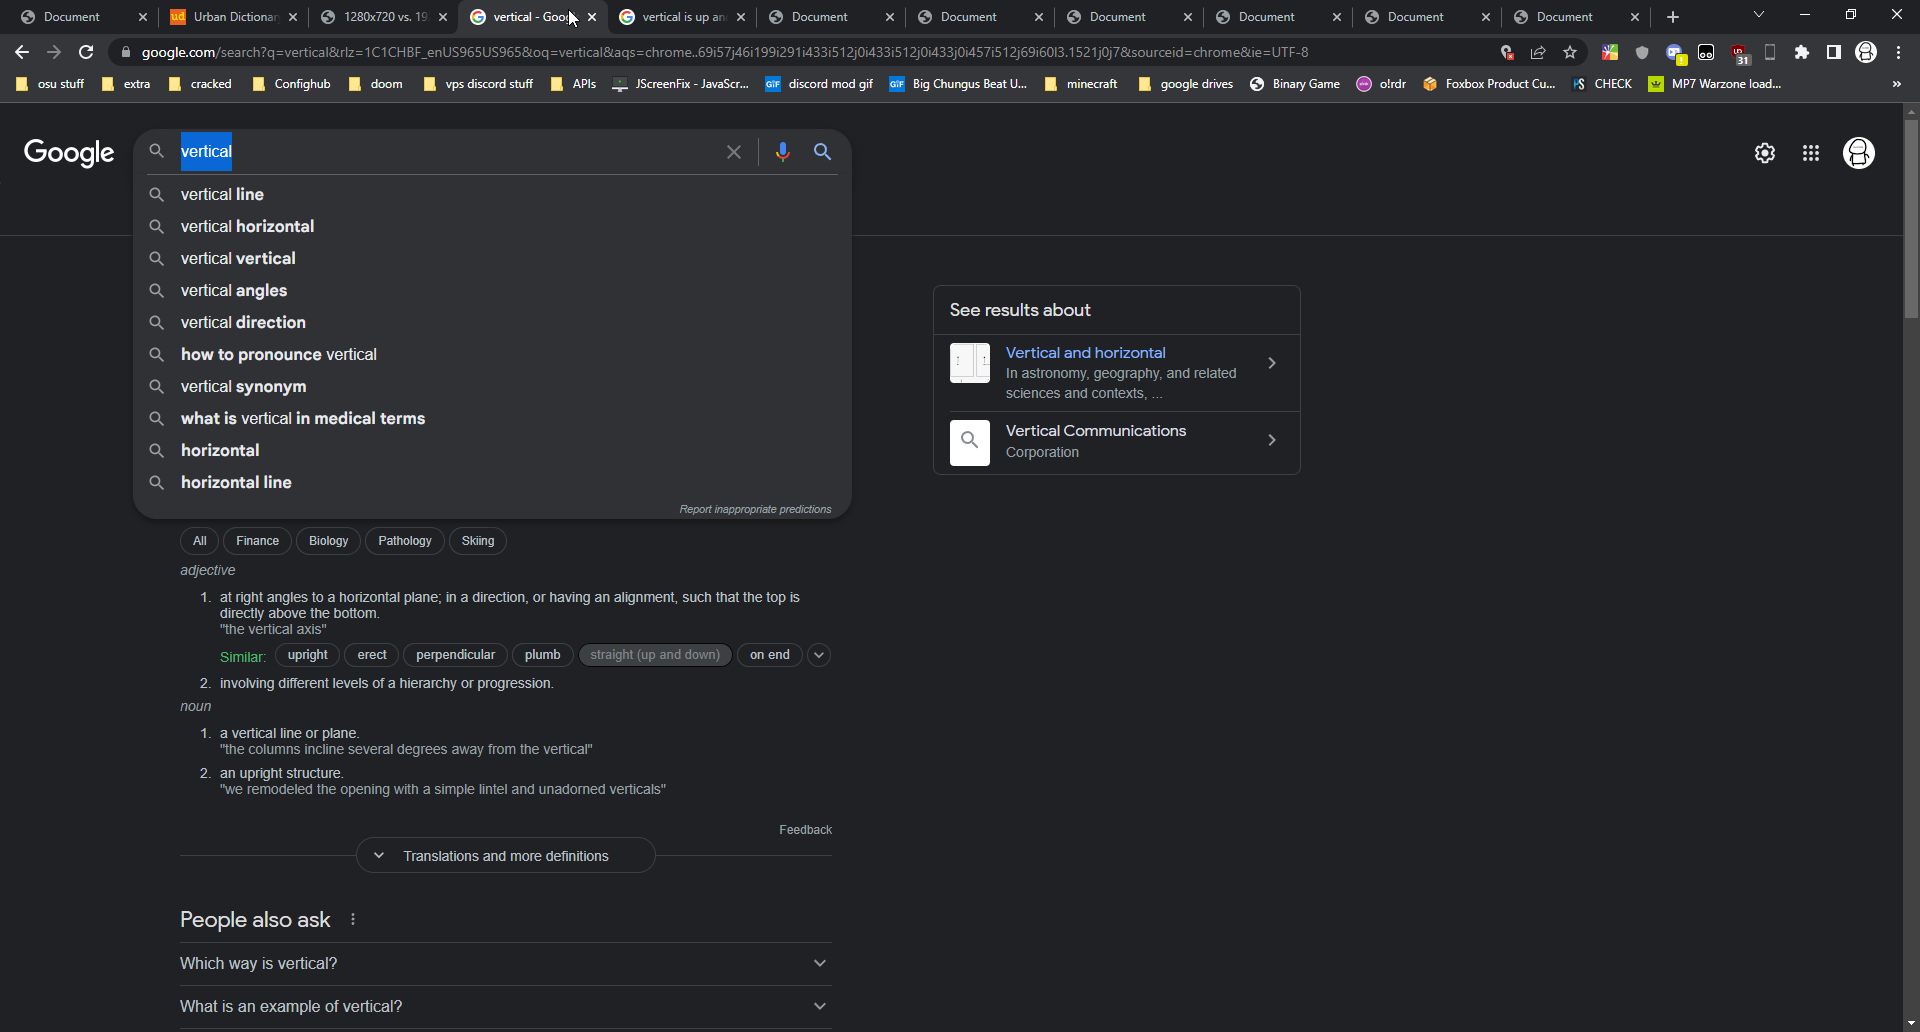 Document
Urban Dictionar
1280x720 vs. 19
vertical - Goog
vertical is up an
Document
Document
Document
Document
Document
Document
google.com/search?q=vertical&rlz=1C1CHBF_enUS965US965&oq=vertical&aqs=chrome..69i57j46i199i291i433i512j0i433i512j0i433j0i457i512j69i60l3.1521j0j7&sourceid=chrome&ie=UTF-8
31
osu stuff
extra
cracked
Confighub
doom
vps discord stuff
APIs
JScreenFix - JavaScr...
GIF
discord mod gif
GIF
Big Chungus Beat U...
minecraft
google drives
Binary Game
o!rdr
Foxbox Product Cu...
CHECK
MP7 Warzone load...
»
Google
vertical
vertical line
vertical horizontal
vertical vertical
vertical angles
vertical direction
how to pronounce vertical
vertical synonym
what is vertical in medical terms
horizontal
horizontal line
Report inappropriate predictions
See results about
Vertical and horizontal
In astronomy, geography, and related
sciences and contexts, ...
Vertical Communications
Corporation
All
Finance
Biology
Pathology
Skiing
adjective
1. at right angles to a horizontal plane; in a direction, or having an alignment, such that the top is
directly above the bottom.
"the vertical axis"
Similar:
upright
erect
perpendicular
plumb
straight (up and down)
on end
2. involving different levels of a hierarchy or progression.
noun
1. a vertical line or plane.
"the columns incline several degrees away from the vertical"
2. an upright structure.
"we remodeled the opening with a simple lintel and unadorned verticals"
Feedback
Translations and more definitions
People also ask
Which way is vertical?
What is an example of vertical?